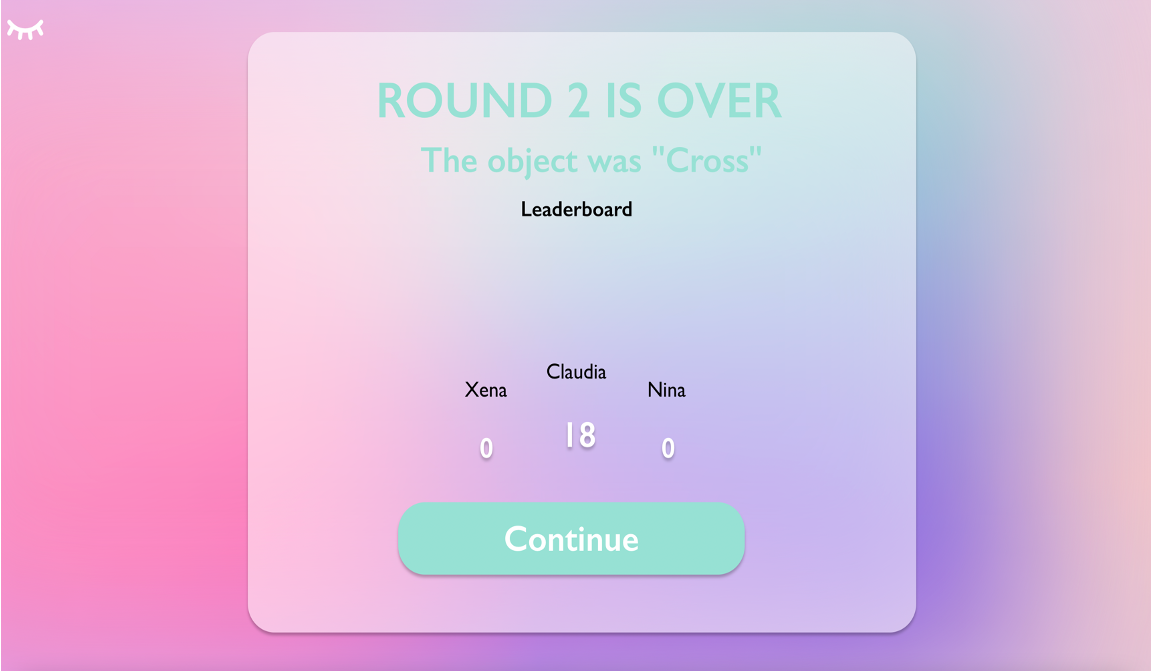 ROUND 2 IS OVER
The object was "Cross"
Leaderboard
Claudia
Xena
Nina
18
0
0
Continue